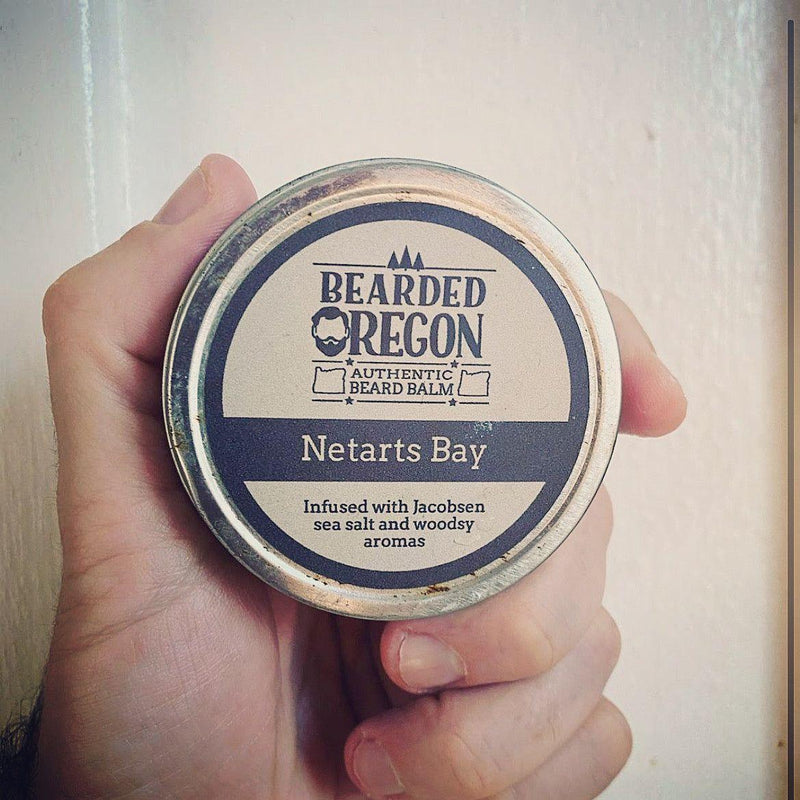 BEARDED
OREGON
AUTHENTIC
BEARD BALM
Netarts Bay
Infused with Jacobsen
sea salt and woodsy
aromas